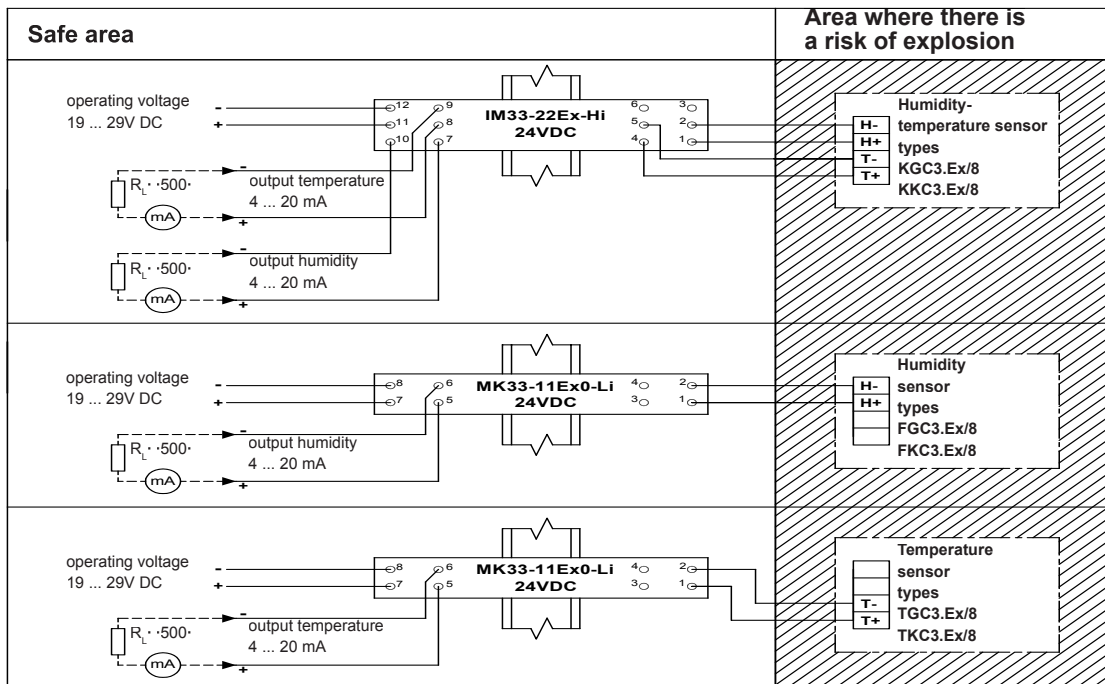 Safe area
Area where there is
a risk of explosion
operating voltage
19 ... 29V DC
-
+
12
11
10
9
8
7
IM33-22Ex-Hi
24VDC
6
5
4
3
2
1
H-
H+
T-
T+
Humidity-
temperature sensor
types
KGC3.Ex/8
KKC3.Ex/8
RL · ·500·
mA
-
output temperature
4 ... 20 mA
+
RL · ·500·
mA
-
output humidity
4 ... 20 mA
+
operating voltage
19 ... 29V DC
-
+
8
7
6
5
MK33-11Ex0-Li
24VDC
4
3
2
1
H-
H+
Humidity
sensor
types
FGC3.Ex/8
FKC3.Ex/8
RL · ·500·
mA
-
output humidity
4 ... 20 mA
+
operating voltage
19 ... 29V DC
-
+
8
7
6
5
MK33-11Ex0-Li
24VDC
4
3
2
1
T-
T+
Temperature
sensor
types
TGC3.Ex/8
TKC3.Ex/8
RL · ·500·
mA
-
output temperature
4 ... 20 mA
+